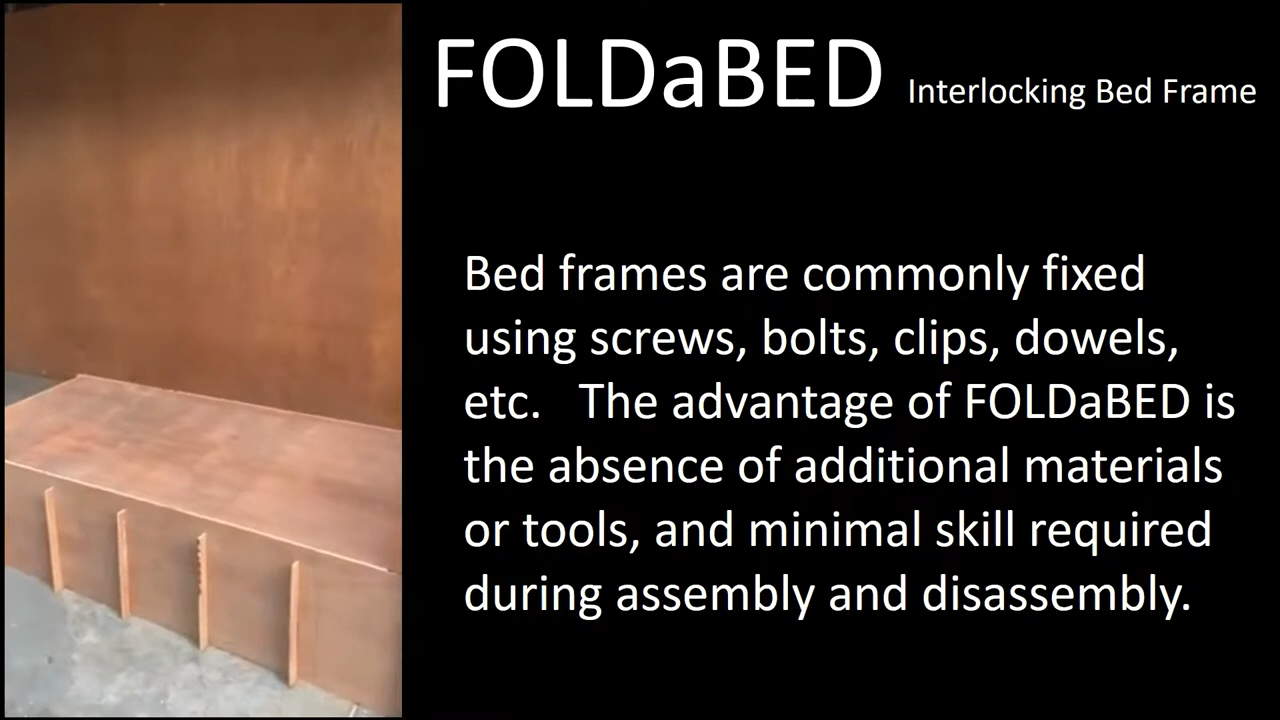 FOLDaBED Interlocking Bed Frame
Bed frames are commonly fixed
using screws, bolts, clips, dowels,
etc.   The advantage of FOLDaBED is
the absence of additional materials
or tools, and minimal skill required
during assembly and disassembly.